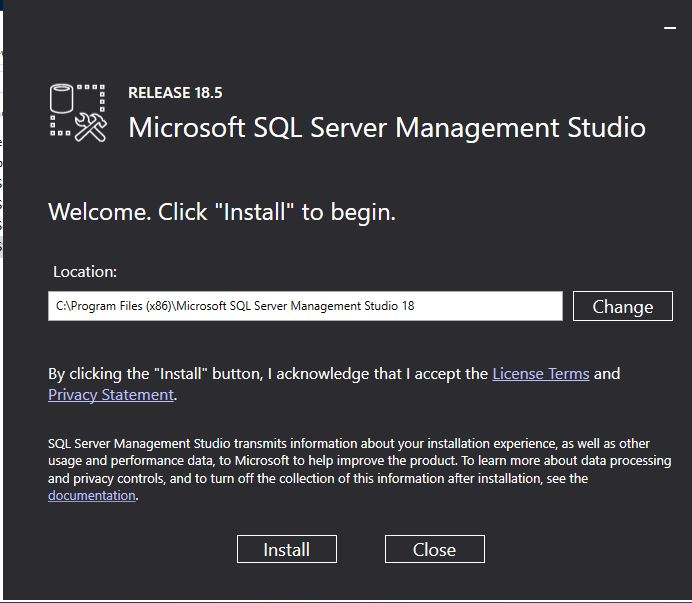 RELEASE 18.5
Microsoft SQL Server Management Studio
Welcome. Click "Install" to begin.
Location:
C:\Program Files (x86)\Microsoft SQL Server Management Studio 18
Change
By clicking the "Install" button, I acknowledge that I accept the License Terms and
Privacy Statement.
SQL Server Management Studio transmits information about your installation experience, as well as other
usage and performance data, to Microsoft to help improve the product. To learn more about data processing
and privacy controls, and to turn off the collection of this information after installation, see the
documentation.
Install
Close